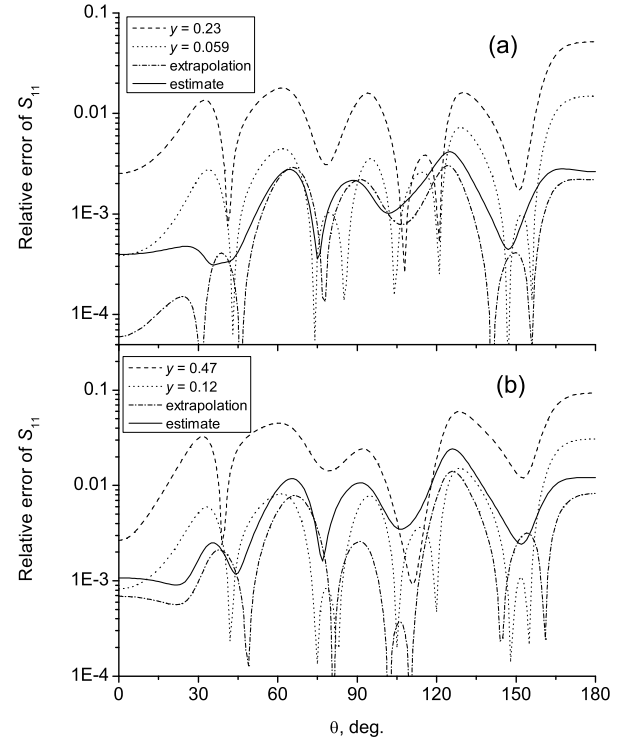 0.1
y = 0.23
y = 0.059
extrapolation
estimate
(a)
0.01
1E-3
1E-4
Relative error of S11
y = 0.47
y = 0.12
extrapolation
estimate
(b)
0.1
0.01
1E-3
1E-4
Relative error of S11
0 30 60 90 120 150 180
θ, deg.